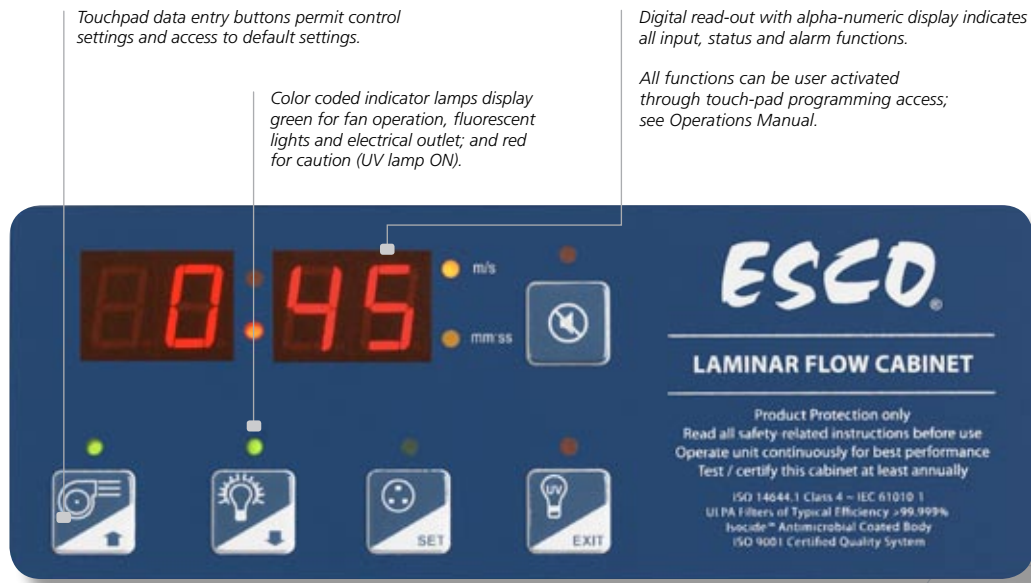 Touchpad data entry buttons permit control
settings and access to default settings.
Digital read-out with alpha-numeric display indicates
all input, status and alarm functions.
All functions can be user activated
through touch-pad programming access;
see Operations Manual.
Color coded indicator lamps display
green for fan operation, fluorescent
lights and electrical outlet; and red
for caution (UV lamp ON).
0 45
m/s
mm:ss
ESCO®
LAMINAR FLOW CABINET
Product Protection only
Read all safety-related instructions before use
Operate unit continuously for best performance
Test / certify this cabinet at least annually
ISO 14644.1 Class 4 ~ IEC 61010 1
ULPA Filters of Typical Efficiency >99.999%
Isocide™ Antimicrobial Coated Body
ISO 9001 Certified Quality System
SET
UV
EXIT